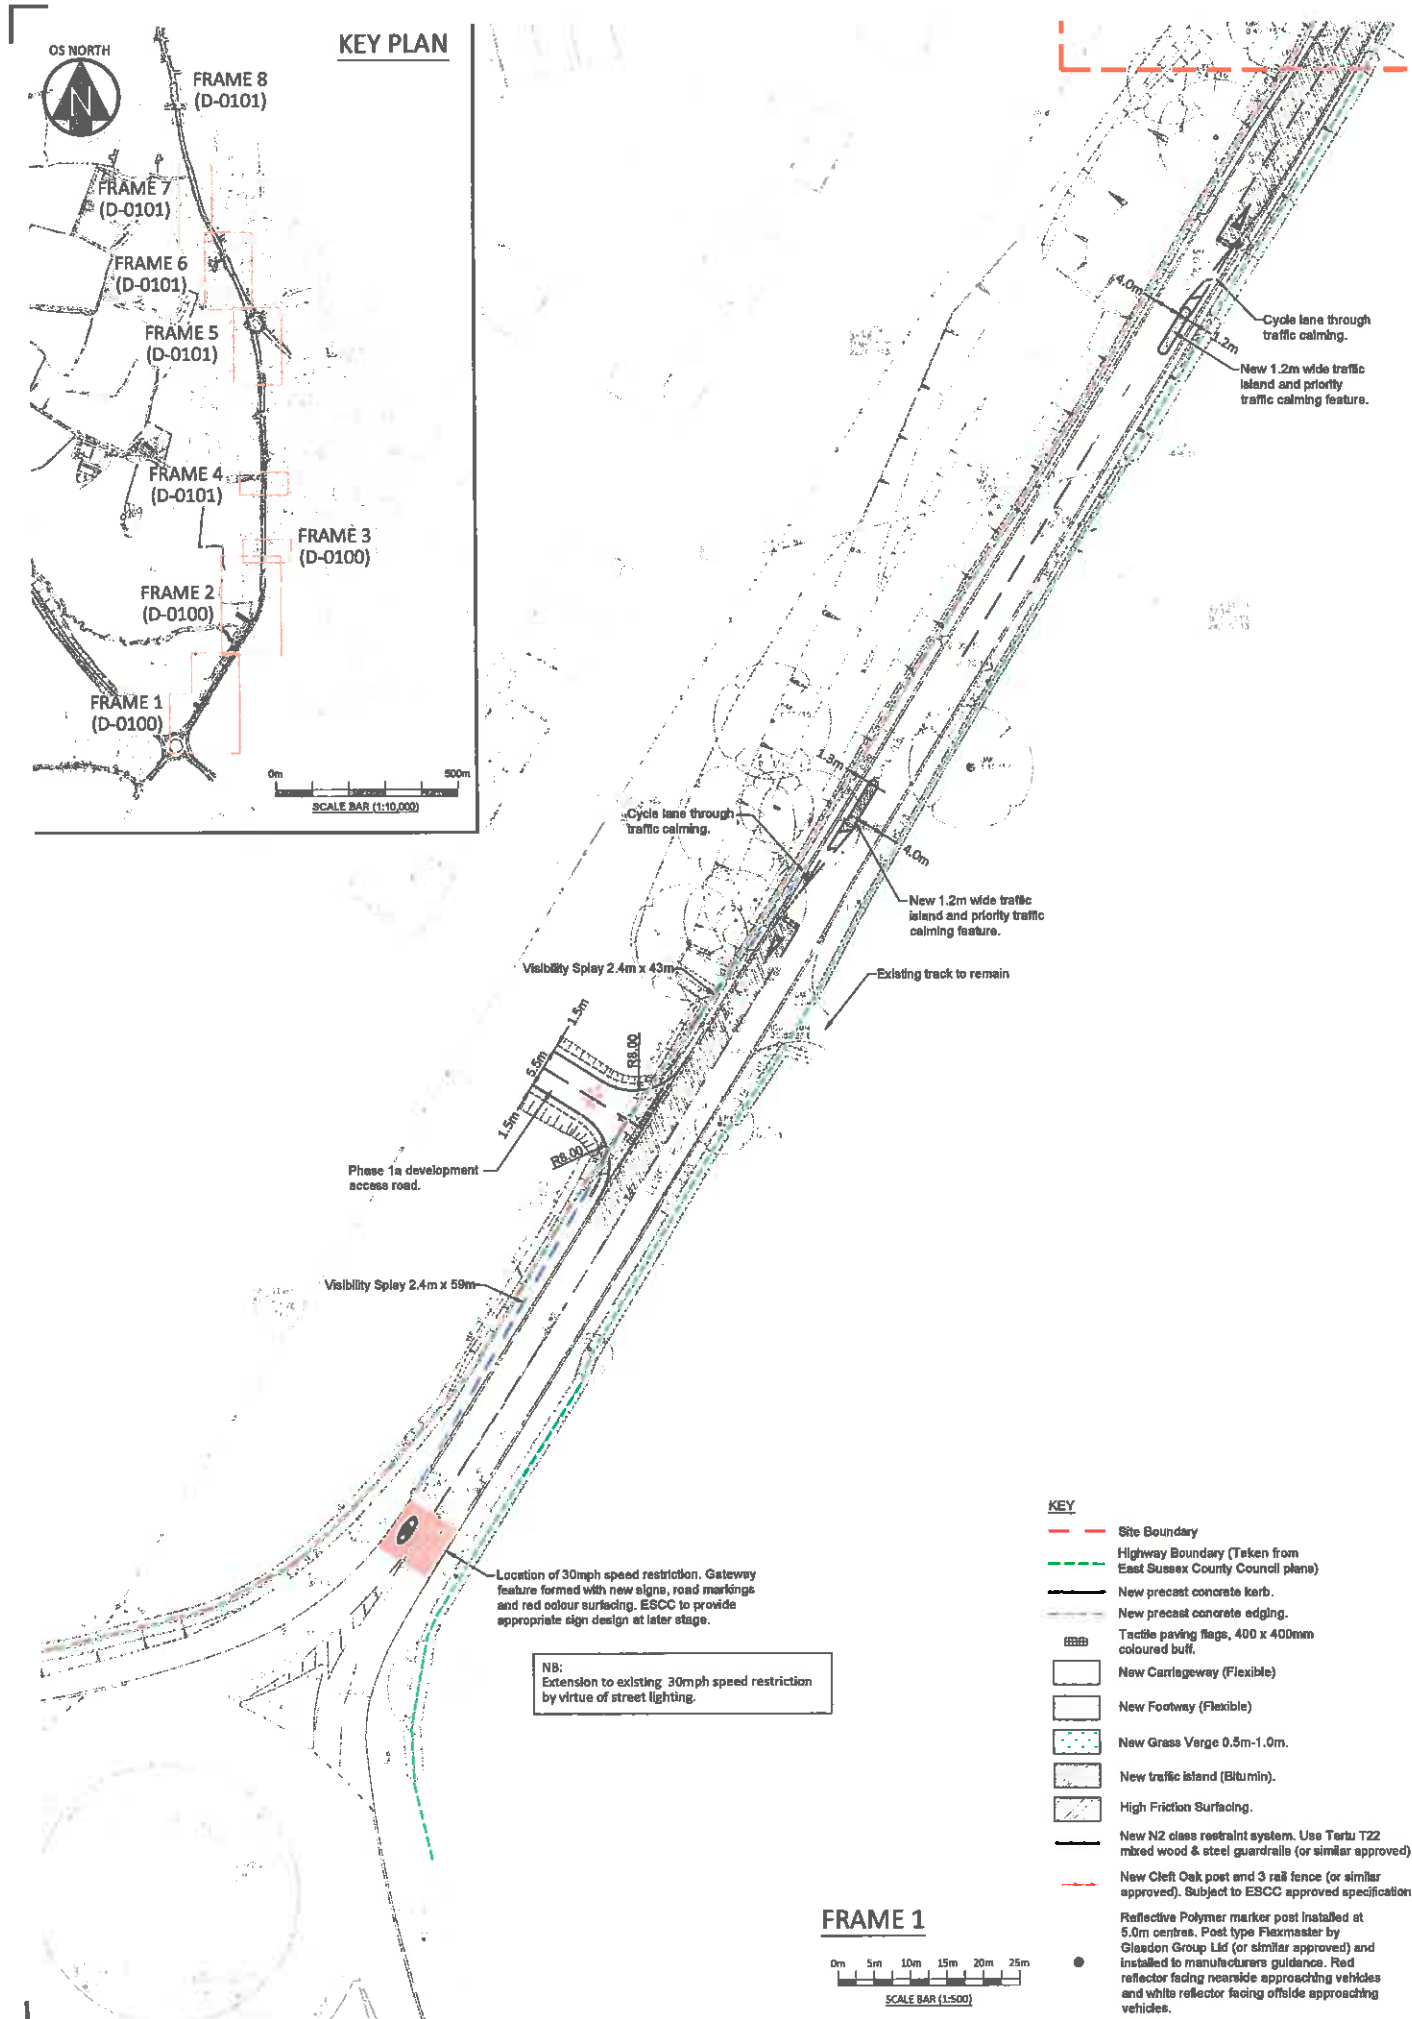 OS NORTH
N
KEY PLAN
FRAME 8
(D-0101)
FRAME 7
(D-0101)
FRAME 6
(D-0101)
FRAME 5
(D-0101)
FRAME 4
(D-0101)
FRAME 3
(D-0100)
FRAME 2
(D-0100)
FRAME 1
(D-0100)
0m 500m
SCALE BAR (1:10,000)
4.0m
1.2m
Cycle lane through
traffic calming.
New 1.2m wide traffic
island and priority
traffic calming feature.
1.3m
4.0m
Cycle lane through
traffic calming.
New 1.2m wide traffic
island and priority traffic
calming feature.
Visibility Splay 2.4m x 43m
Existing track to remain
1.5m
5.5m
1.5m
R8.00
R8.00
Phase 1a development
access road.
Visibility Splay 2.4m x 59m
Location of 30mph speed restriction. Gateway
feature formed with new signs, road markings
and red colour surfacing. ESCC to provide
appropriate sign design at later stage.
NB:
Extension to existing 30mph speed restriction
by virtue of street lighting.
KEY
Site Boundary
Highway Boundary (Taken from
East Sussex County Council plans)
New precast concrete kerb.
New precast concrete edging.
Tactile paving flags, 400 x 400mm
coloured buff.
New Carriageway (Flexible)
New Footway (Flexible)
New Grass Verge 0.5m-1.0m.
New traffic island (Bitumin).
High Friction Surfacing.
New N2 class restraint system. Use Tertu T22
mixed wood & steel guardrails (or similar approved)
New Cleft Oak post and 3 rail fence (or similar
approved). Subject to ESCC approved specification
Reflective Polymer marker post installed at
5.0m centres. Post type Flexmaster by
Glasdon Group Ltd (or similar approved) and
installed to manufacturers guidance. Red
reflector facing nearside approaching vehicles
and white reflector facing offside approaching
vehicles.
FRAME 1
0m 5m 10m 15m 20m 25m
SCALE BAR (1:500)